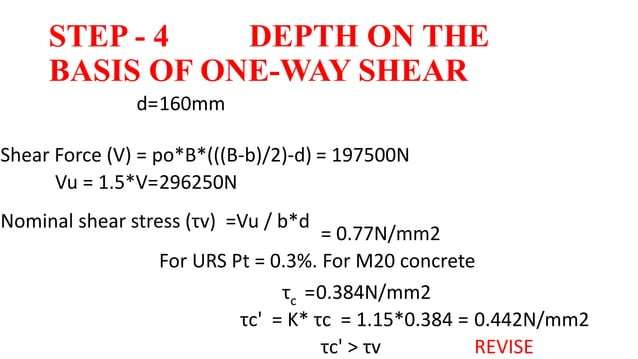 STEP - 4 DEPTH ON THE
BASIS OF ONE-WAY SHEAR
d=160mm
Shear Force (V) = po*B*(((B-b)/2)-d) = 197500N
Vu = 1.5*V=296250N
Nominal shear stress (τv) =Vu / b*d
= 0.77N/mm2
For URS Pt = 0.3%. For M20 concrete
τc =0.384N/mm2
τc' = K* τc = 1.15*0.384 = 0.442N/mm2
τc' > τv REVISE